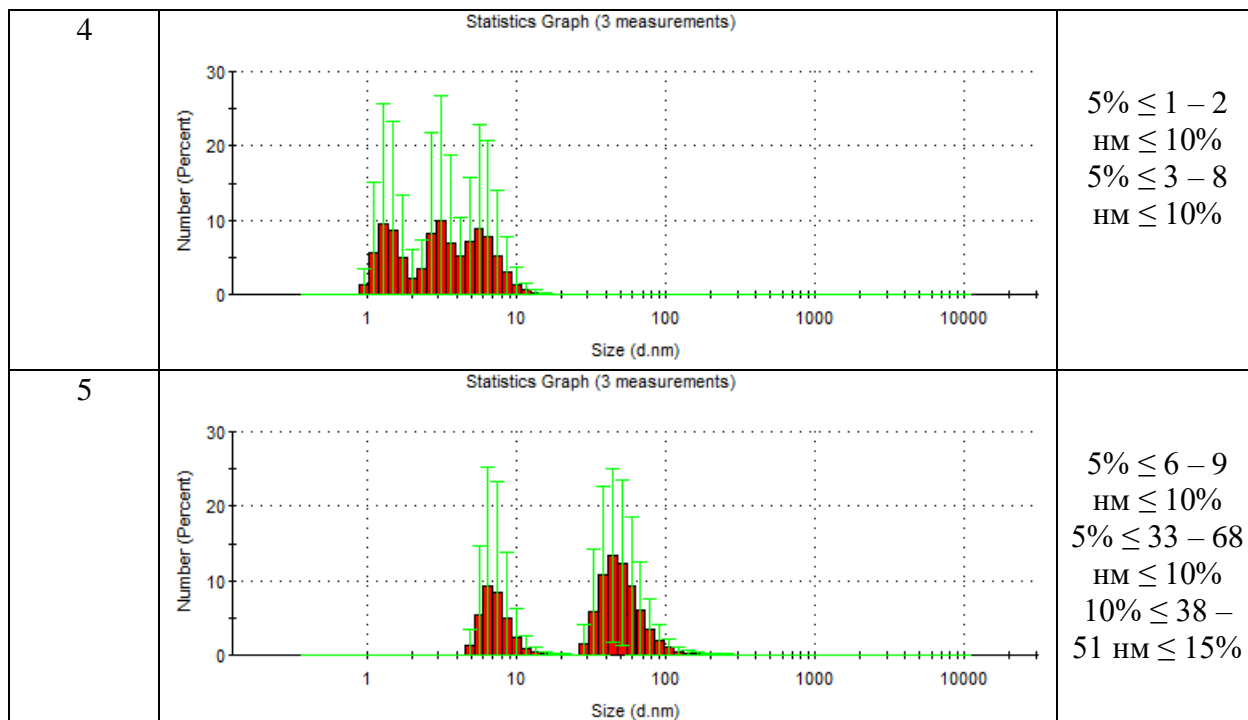 4
Statistics Graph (3 measurements)
Number (Percent)
30
20
10
0
1 10 100 1000 10000
Size (d.nm)
5% ≤ 1 – 2
нм ≤ 10%
5% ≤ 3 – 8
нм ≤ 10%
5
Statistics Graph (3 measurements)
Number (Percent)
30
20
10
0
1 10 100 1000 10000
Size (d.nm)
5% ≤ 6 – 9
нм ≤ 10%
5% ≤ 33 – 68
нм ≤ 10%
10% ≤ 38 –
51 нм ≤ 15%